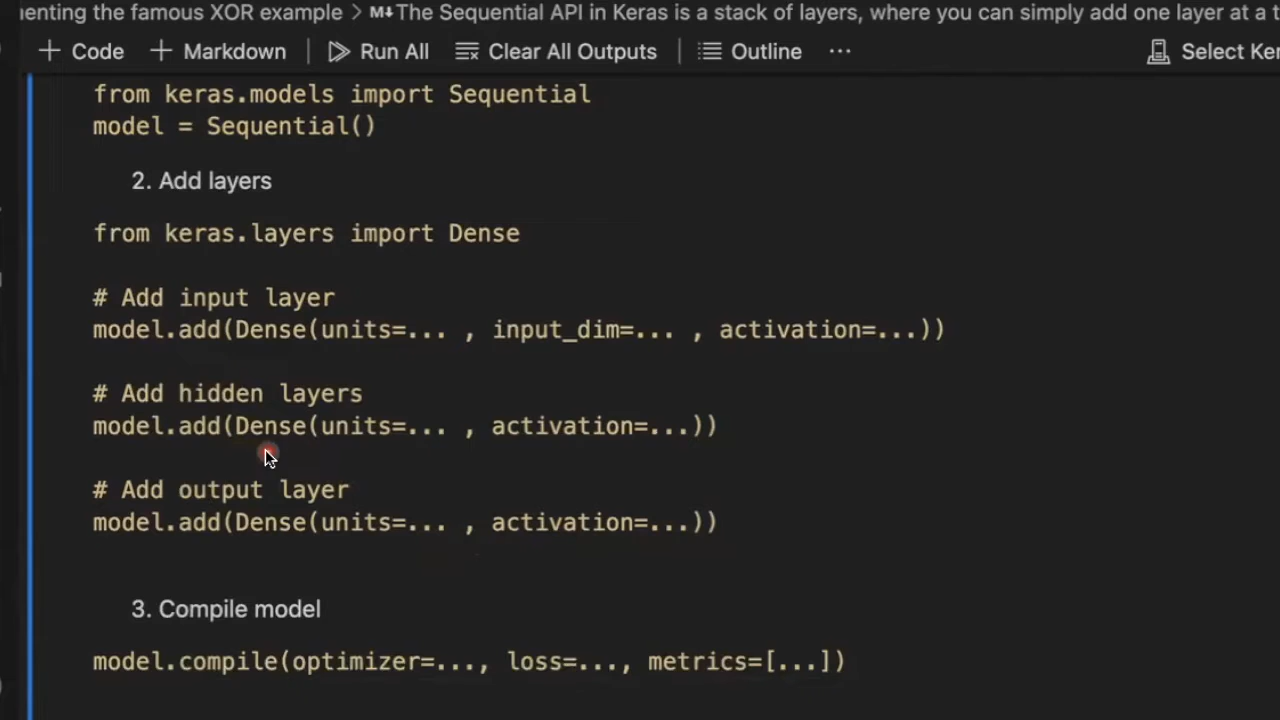 enting the famous XOR example > M↓ The Sequential API in Keras is a stack of layers, where you can simply add one layer at a t
+ Code + Markdown Run All Clear All Outputs Outline ... Select Ker
from keras.models import Sequential
model = Sequential()
2. Add layers
from keras.layers import Dense
# Add input layer
model.add(Dense(units=... , input_dim=... , activation=...))
# Add hidden layers
model.add(Dense(units=... , activation=...))
# Add output layer
model.add(Dense(units=... , activation=...))
3. Compile model
model.compile(optimizer=..., loss=..., metrics=[...])